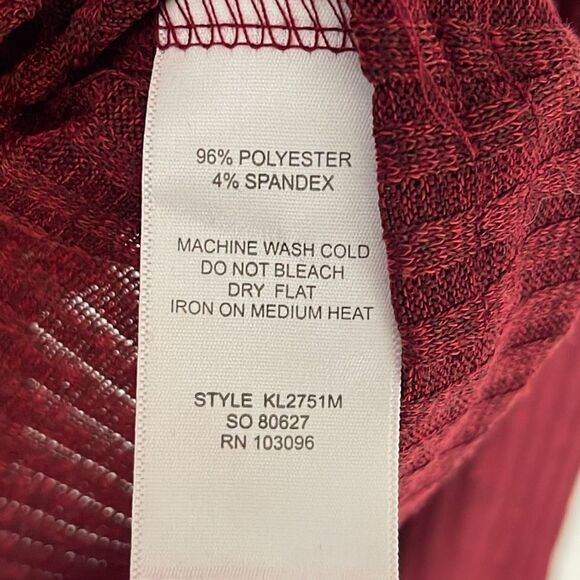 96% POLYESTER
4% SPANDEX
MACHINE WASH COLD
DO NOT BLEACH
DRY FLAT
IRON ON MEDIUM HEAT
STYLE KL2751M
SO 80627
RN 103096